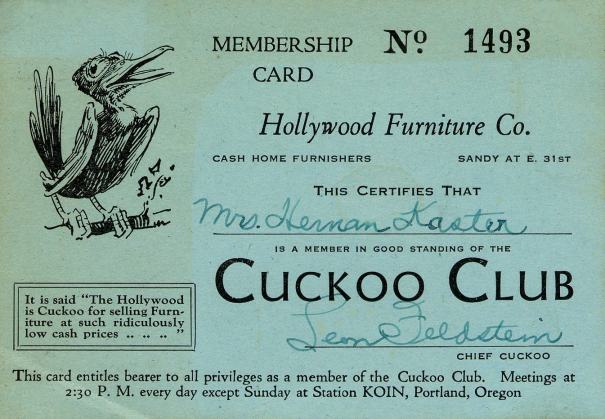 MEMBERSHIP Nº 1493
CARD
Hollywood Furniture Co.
CASH HOME FURNISHERS SANDY AT E. 31ST
THIS CERTIFIES THAT
Mrs. Herman Kaster
IS A MEMBER IN GOOD STANDING OF THE
CUCKOO CLUB
Leon Feldstein
CHIEF CUCKOO
It is said "The Hollywood
is Cuckoo for selling Furn-
iture at such ridiculously
low cash prices .. .. .. "
This card entitles bearer to all privileges as a member of the Cuckoo Club. Meetings at
2:30 P. M. every day except Sunday at Station KOIN, Portland, Oregon